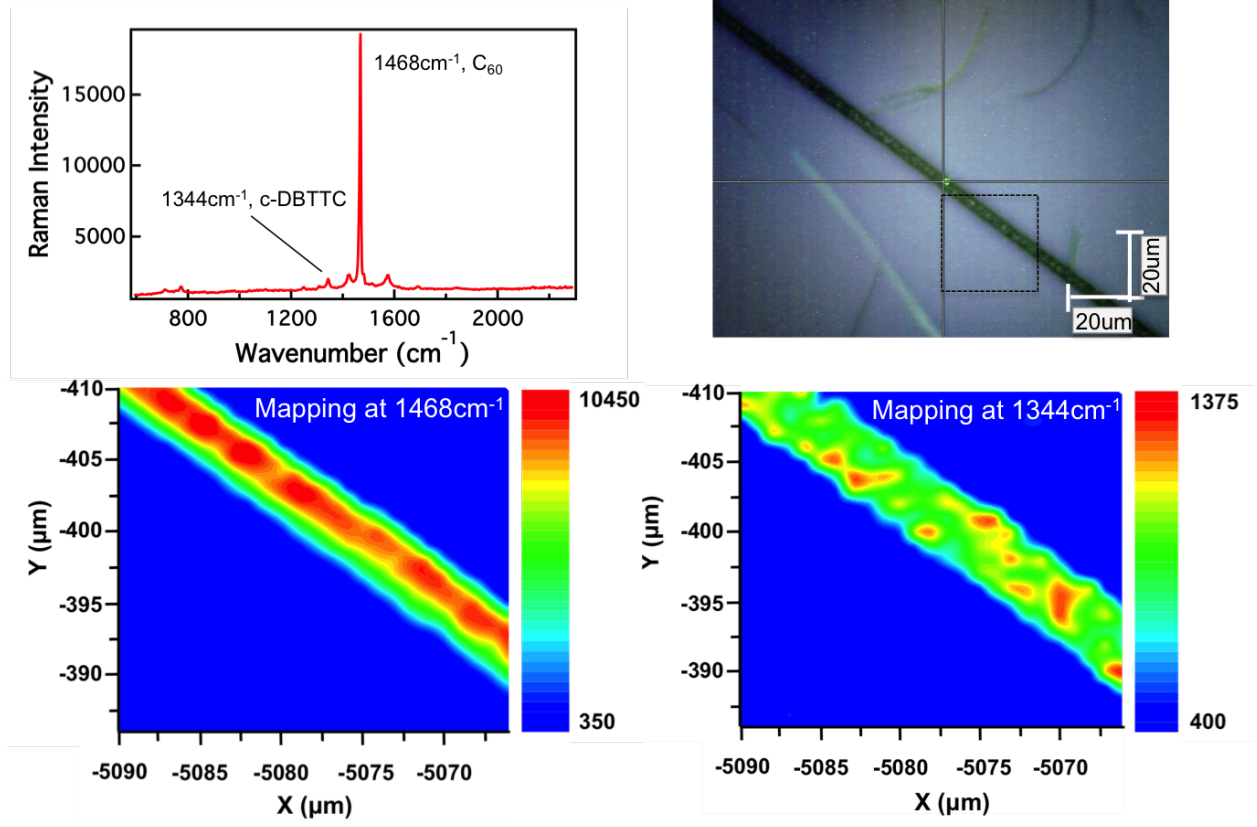 1468cm-1, C60
1344cm-1, c-DBTTC
Raman Intensity
15000
10000
5000
800 1200 1600 2000
Wavenumber (cm-1)
20um
20um
Mapping at 1468cm-1
Y (µm)
-410
-405
-400
-395
-390
-5090 -5085 -5080 -5075 -5070
X (µm)
10450
350
Mapping at 1344cm-1
Y (µm)
-410
-405
-400
-395
-390
-5090 -5085 -5080 -5075 -5070
X (µm)
1375
400